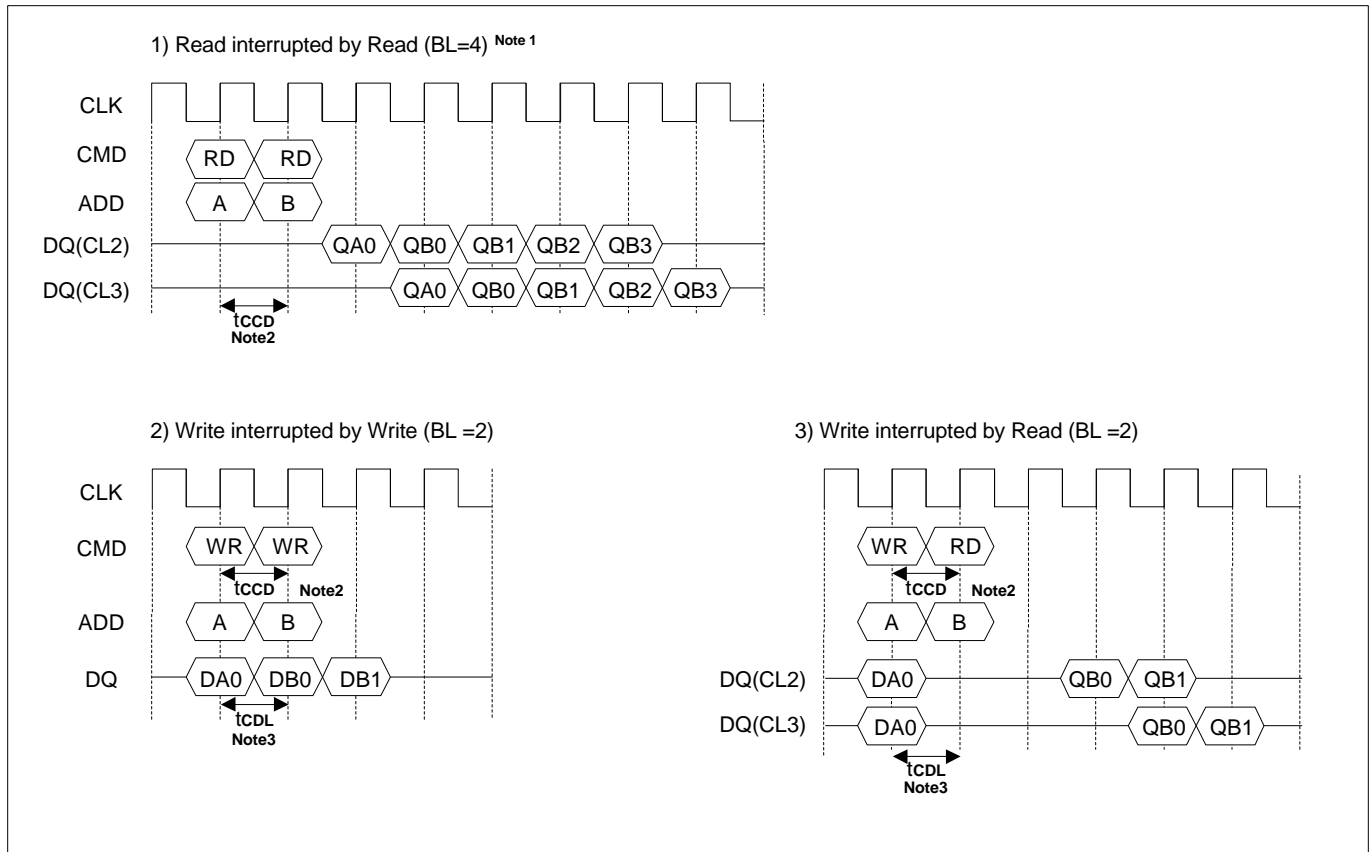 1) Read interrupted by Read (BL=4) Note 1
CLK
CMD RD RD
ADD A B
DQ(CL2) QA0 QB0 QB1 QB2 QB3
DQ(CL3) QA0 QB0 QB1 QB2 QB3
tCCD
Note2
2) Write interrupted by Write (BL =2)
CLK
CMD WR WR
tCCD Note2
ADD A B
DQ DA0 DB0 DB1
tCDL
Note3
3) Write interrupted by Read (BL =2)
WR RD
tCCD Note2
A B
DQ(CL2) DA0 QB0 QB1
DQ(CL3) DA0 QB0 QB1
tCDL
Note3